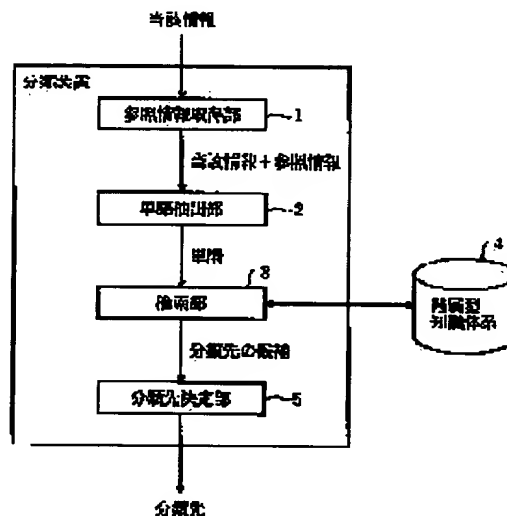 当該情報
分類装置
参照情報取得部
1
当該情報+参照情報
単語抽出部
2
単語
検索部
3
4
階層型
知識体系
分類先の候補
分類先決定部
5
分類先